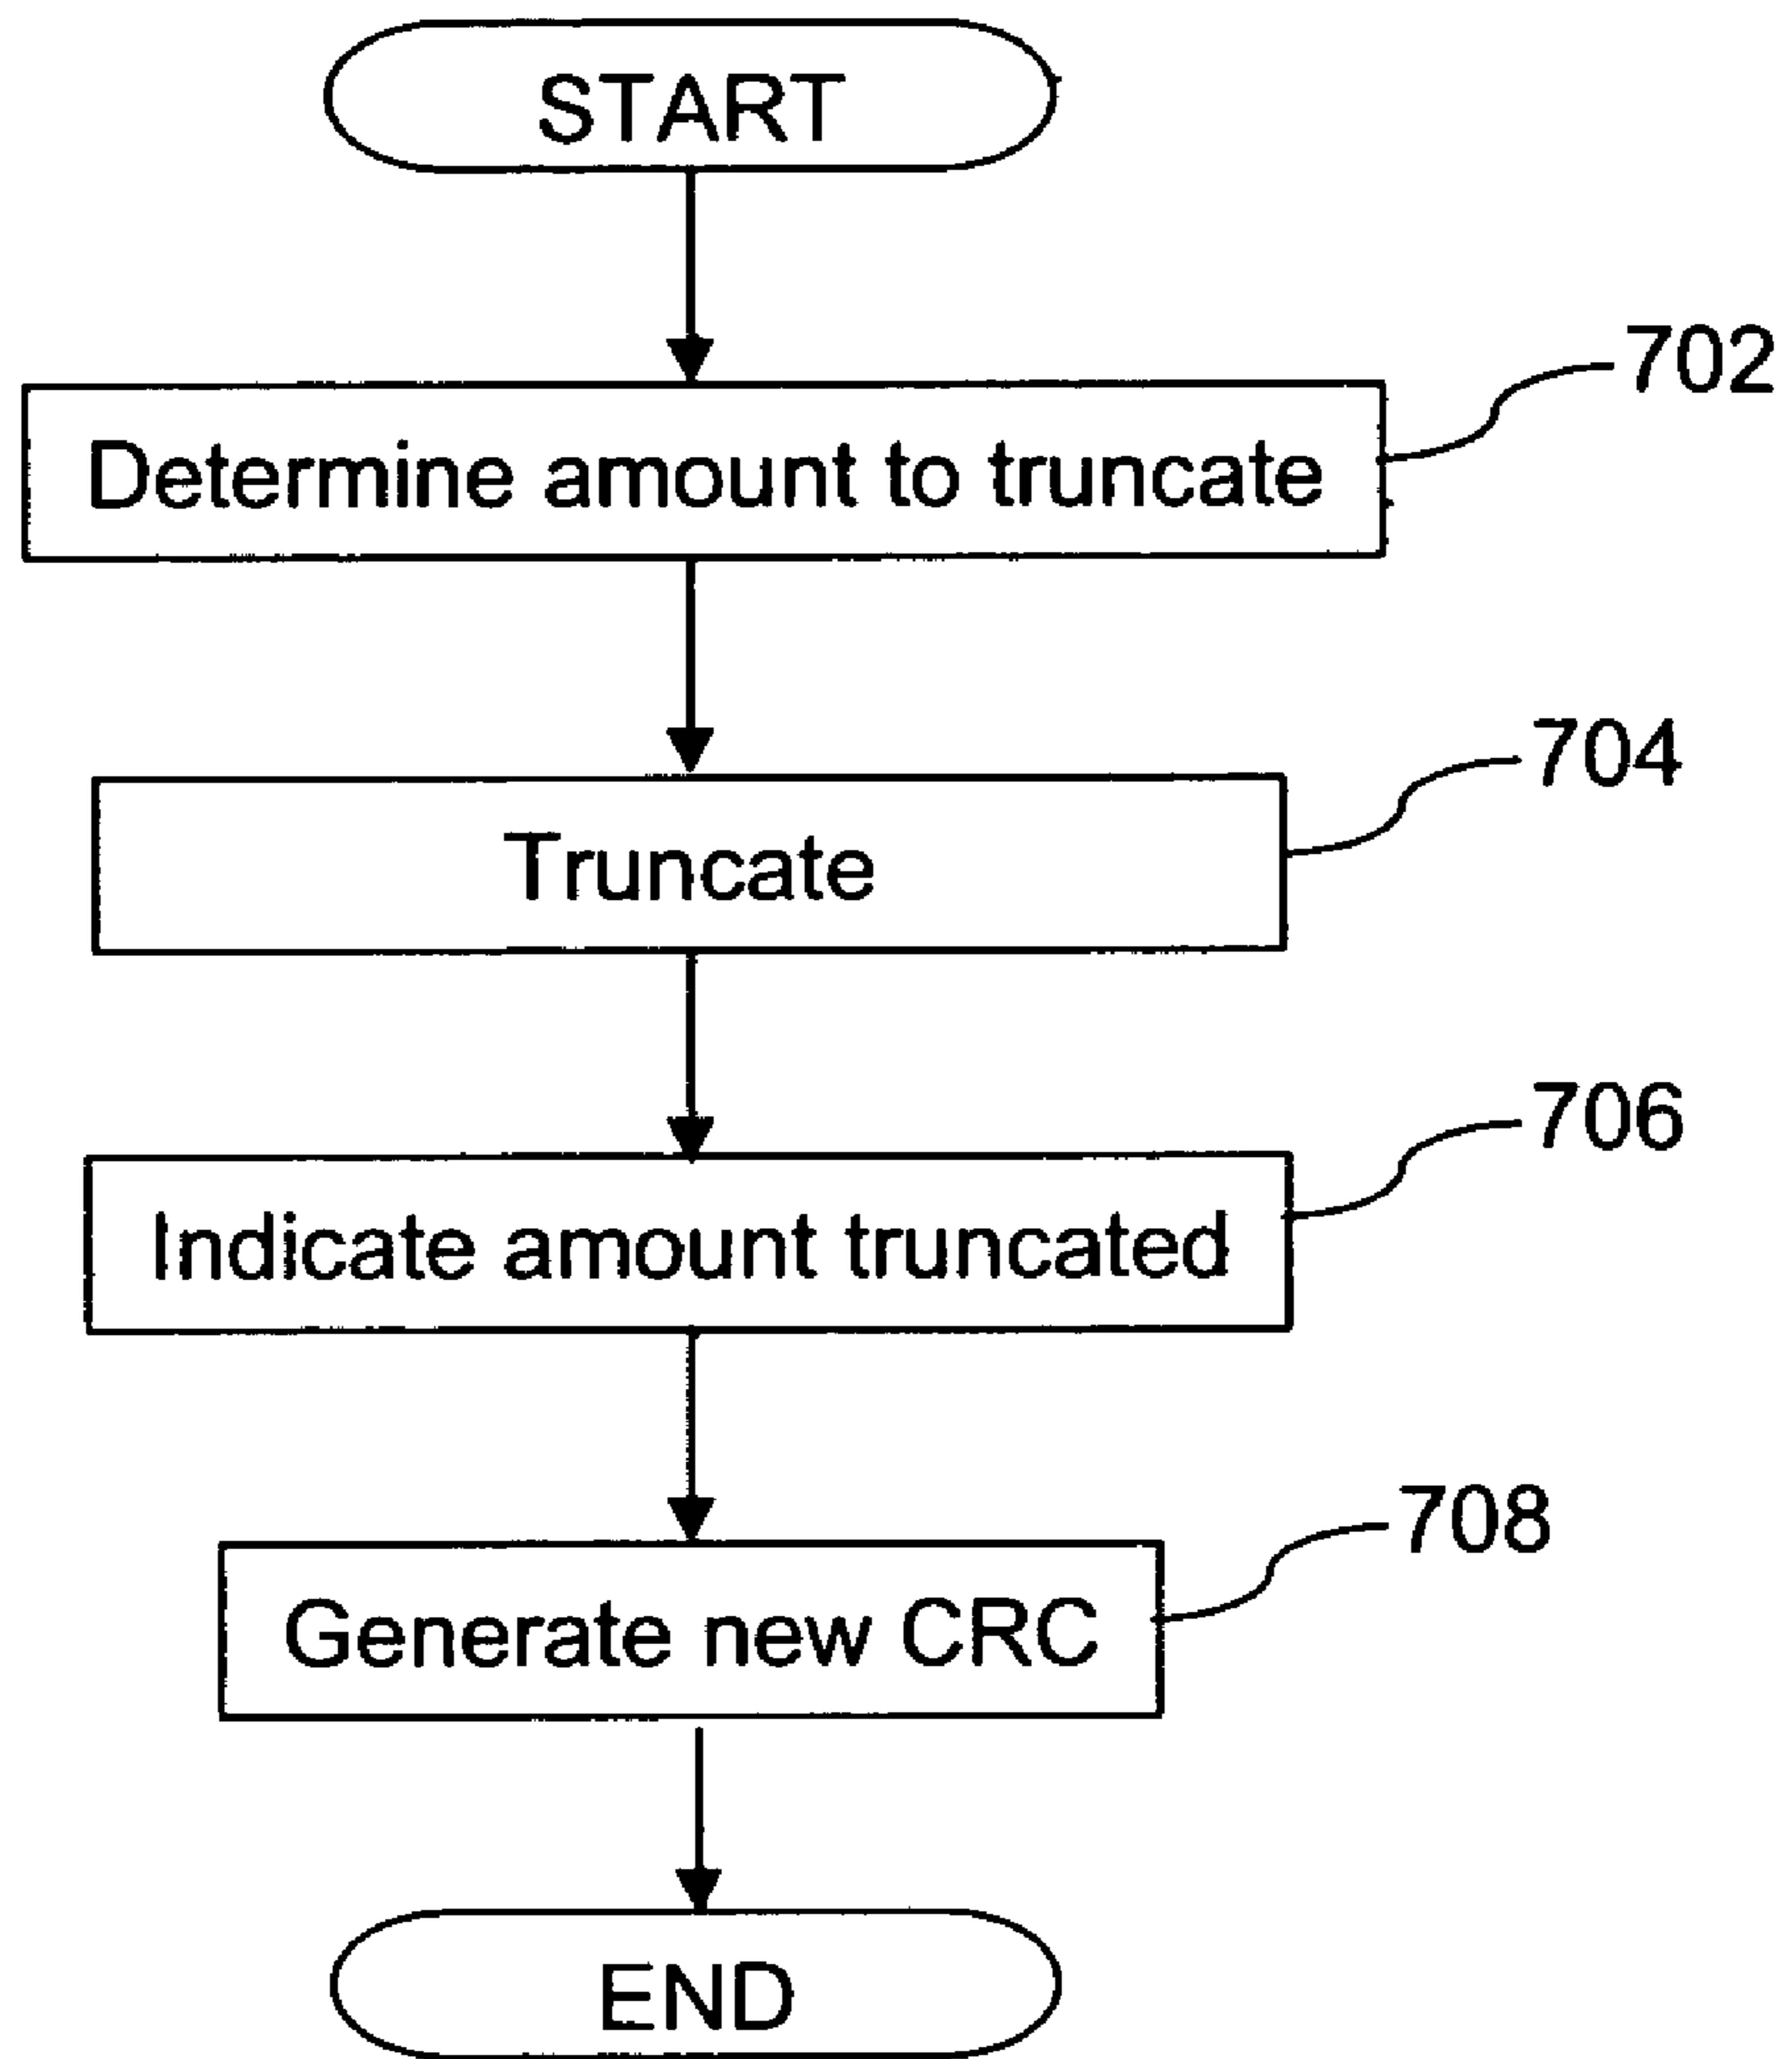 START
702
Determine amount to truncate
704
Truncate
706
Indicate amount truncated
708
Generate new CRC
END